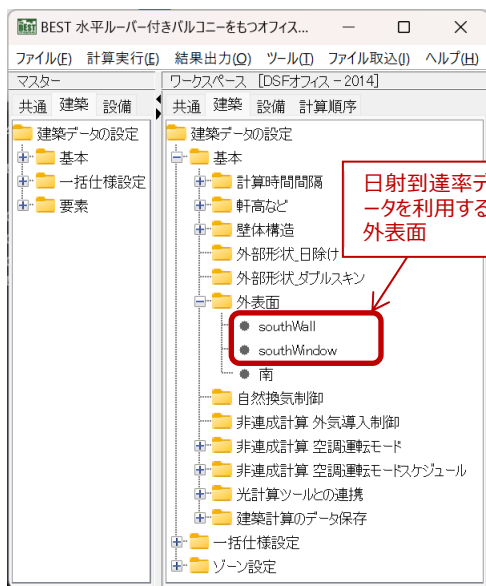 BEST 水平ルーバー付きバルコニーをもつオフィス...
ファイル(F) 計算実行(E) 結果出力(O) ツール(T) ファイル取込(I) ヘルプ(H)
マスター
共通 建築 設備
建築データの設定
基本
一括仕様設定
要素
ワークスペース [DSFオフィス - 2014]
共通 建築 設備 計算順序
建築データの設定
基本
計算時間間隔
軒高など
壁体構造
外部形状_日除け
外部形状_ダブルスキン
外表面
southWall
southWindow
南
自然換気制御
非連成計算 外気導入制御
非連成計算 空調運転モード
非連成計算 空調運転モードスケジュール
光計算ツールとの連携
建築計算のデータ保存
一括仕様設定
ゾーン設定
日射到達率デ
ータを利用する
外表面